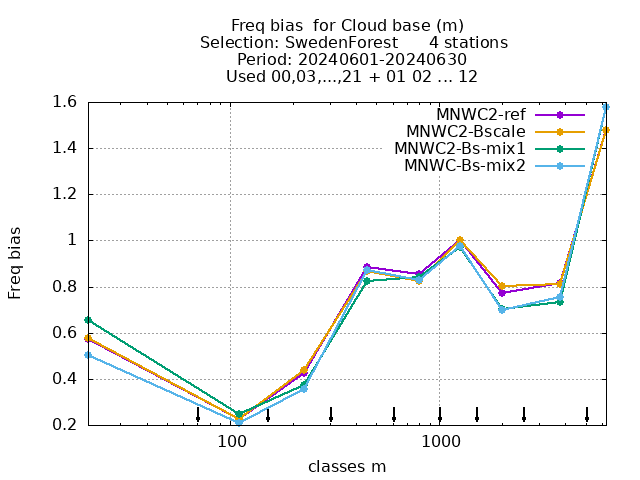 Freq bias  for Cloud base (m)
Selection: SwedenForest      4 stations
Period: 20240601-20240630
Used 00,03,...,21 + 01 02 ... 12
1.6
1.4
1.2
1
0.8
0.6
0.4
0.2
Freq bias
MNWC2-ref
MNWC2-Bscale
MNWC2-Bs-mix1
MNWC-Bs-mix2
100
1000
classes m